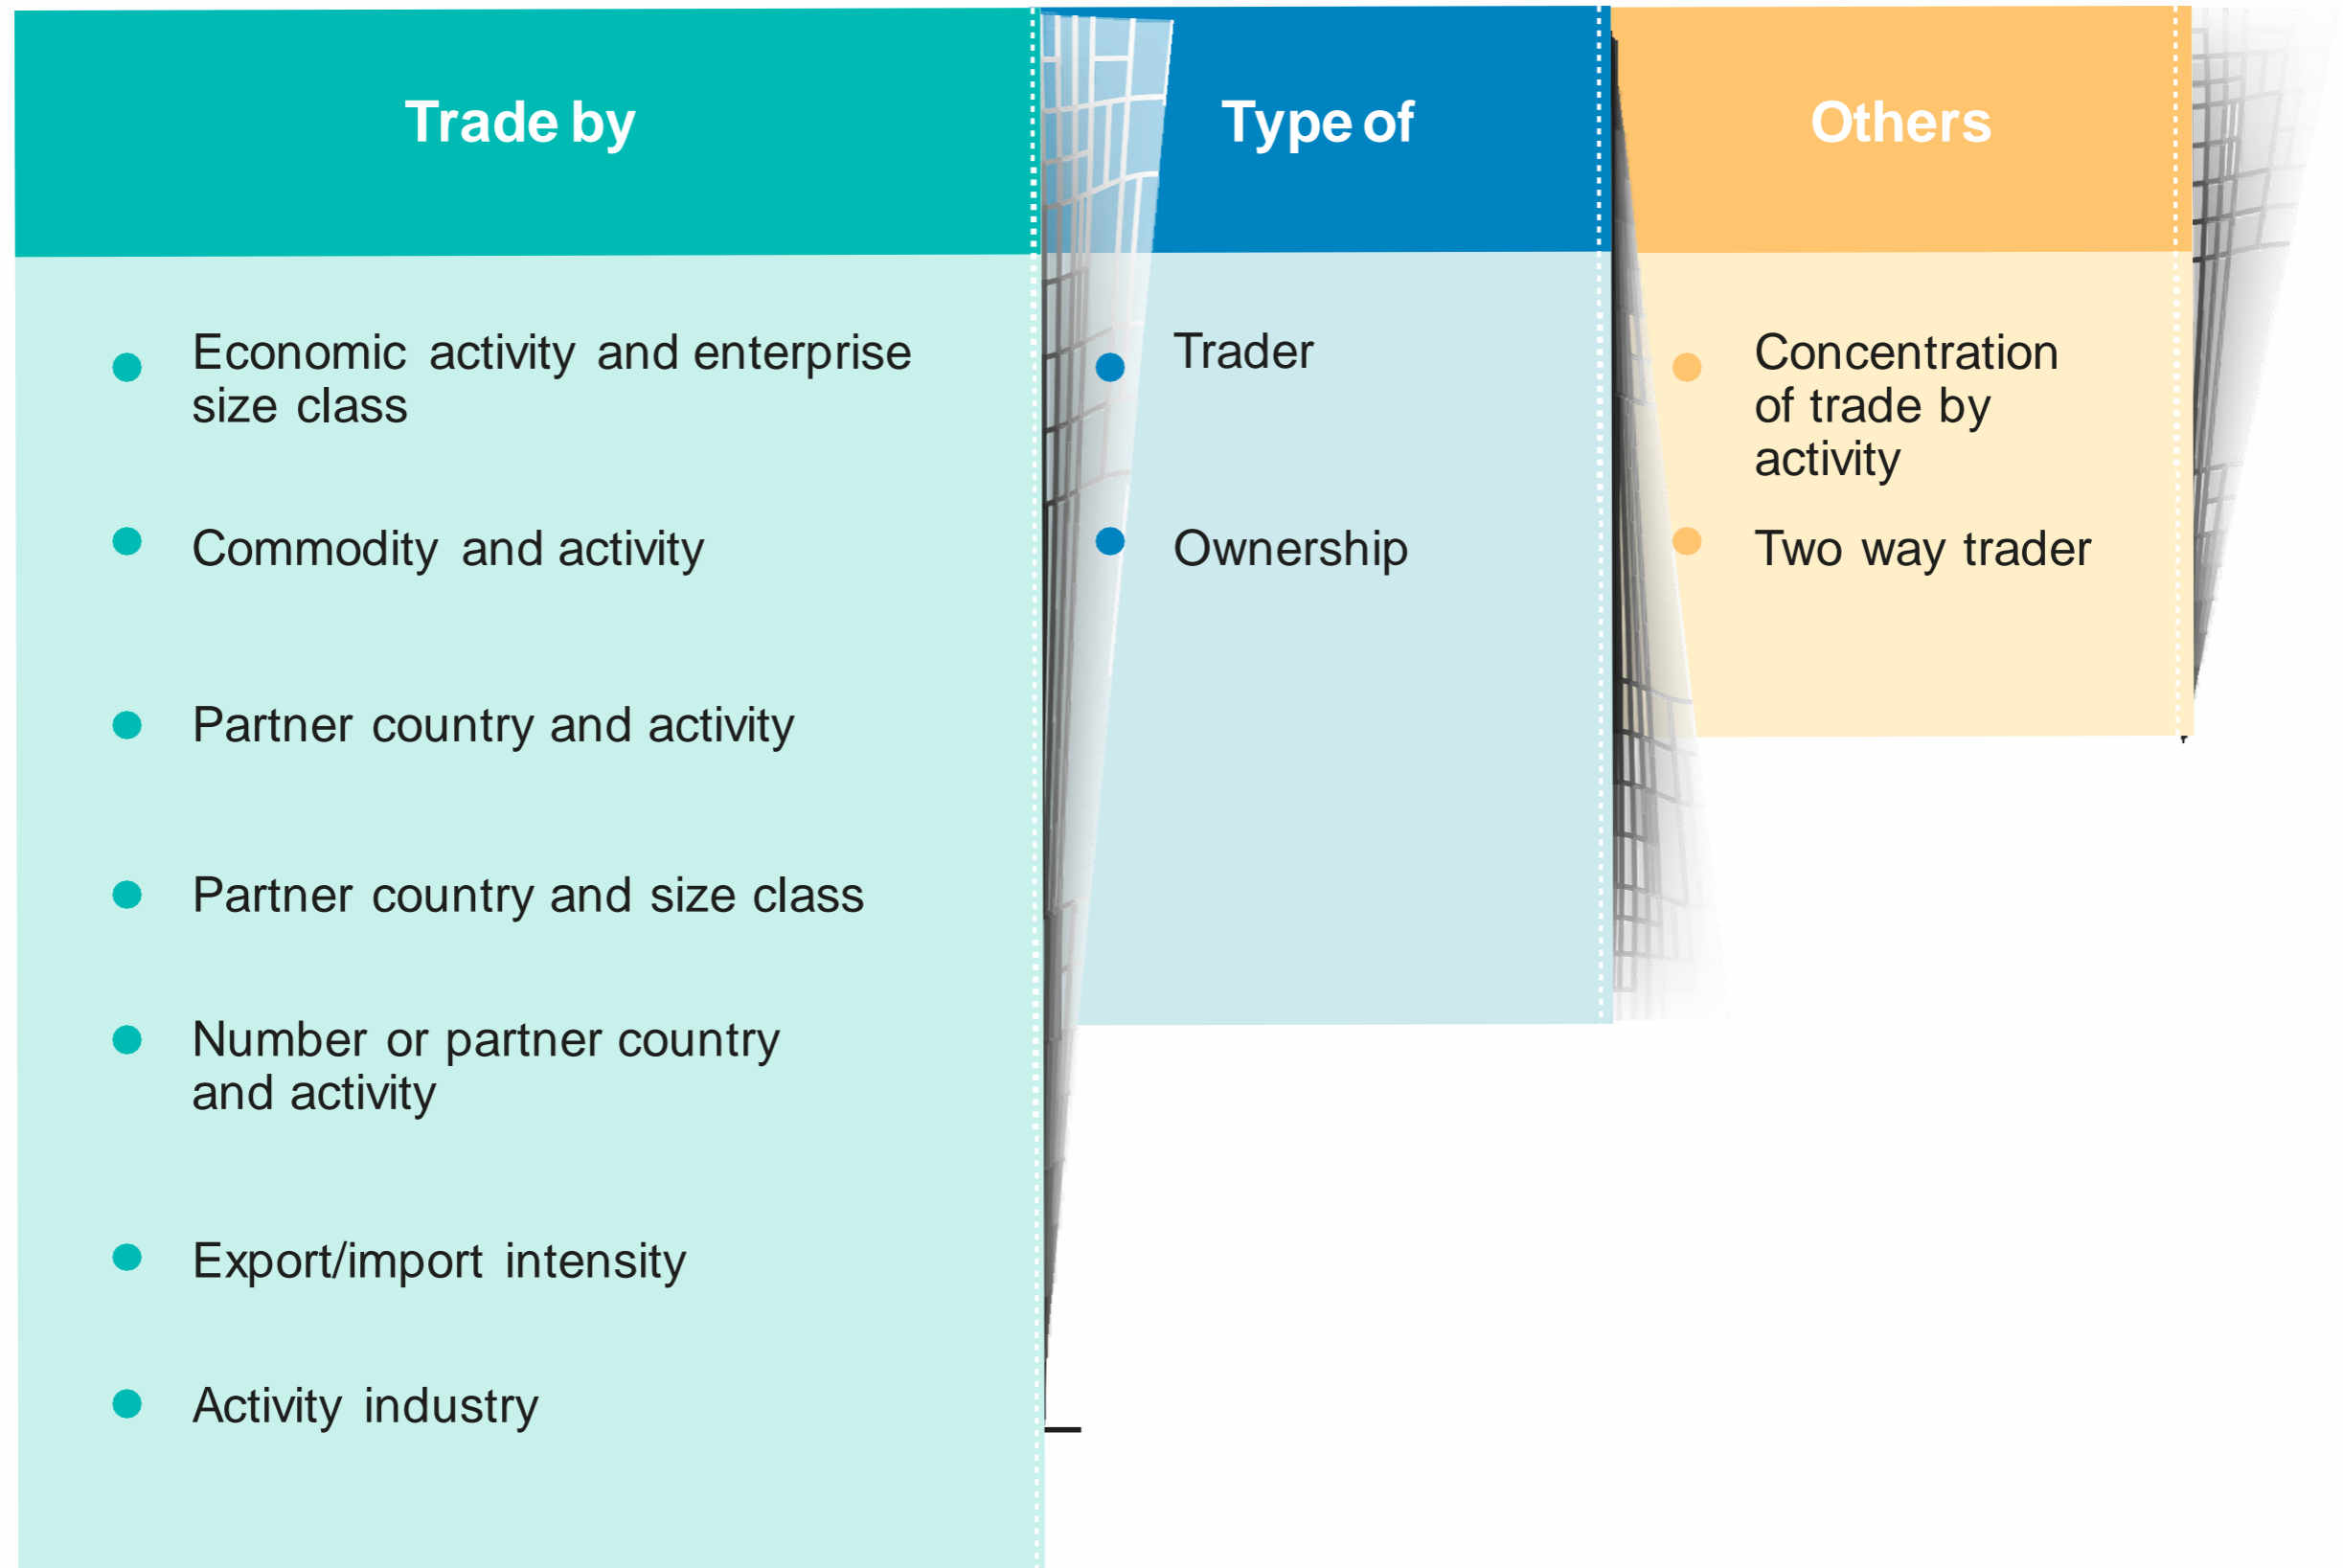 Trade by
Economic activity and enterprise
size class
Commodity and activity
Partner country and activity
Partner country and size class
Number or partner country
and activity
Export/import intensity
Activity industry
Type of
Trader
Ownership
Others
Concentration
of trade by
activity
Two way trader